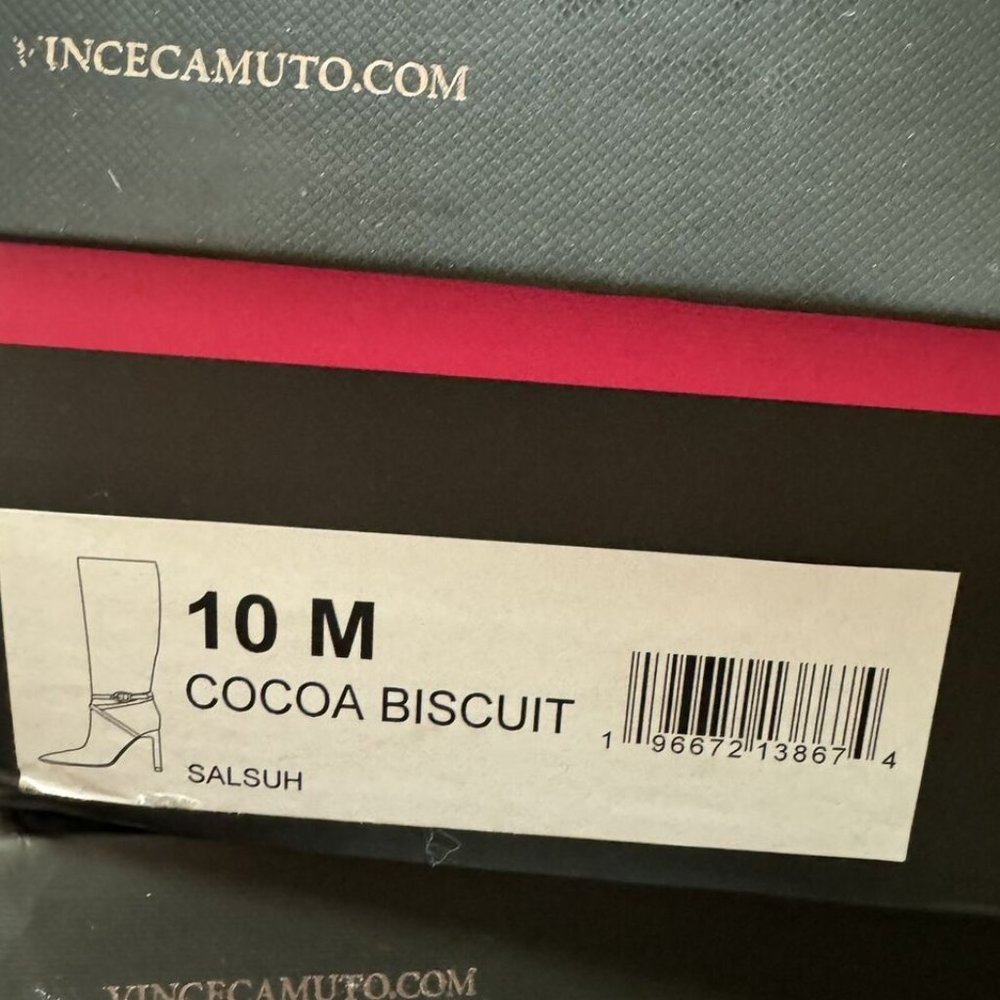 VINCECAMUTO.COM
10 M
COCOA BISCUIT
SALSUH
1 96672 13867 4
VINCECAMUTO.COM